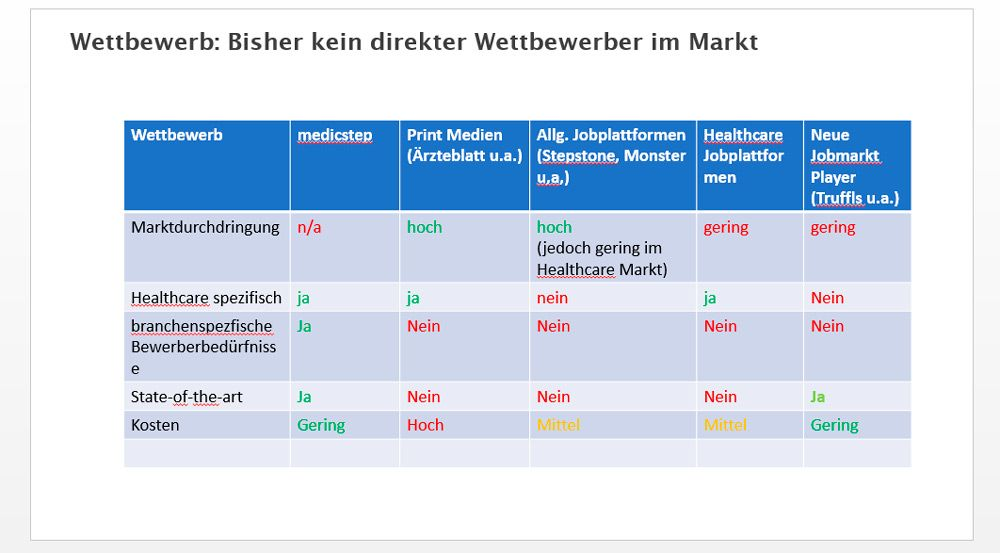 Wettbewerb: Bisher kein direkter Wettbewerber im Markt
Wettbewerb medicstep Print Medien (Ärzteblatt u.a.) Allg. Jobplattformen (Stepstone, Monster u,a,) Healthcare Jobplattfor men Neue Jobmarkt Player (Truffls u.a.)
Marktdurchdringung n/a hoch hoch (jedoch gering im Healthcare Markt) gering gering
Healthcare spezifisch ja ja nein ja Nein
branchenspezfische Bewerberbedürfniss e Ja Nein Nein Nein Nein
State-of-the-art Ja Nein Nein Nein Ja
Kosten Gering Hoch Mittel Mittel Gering